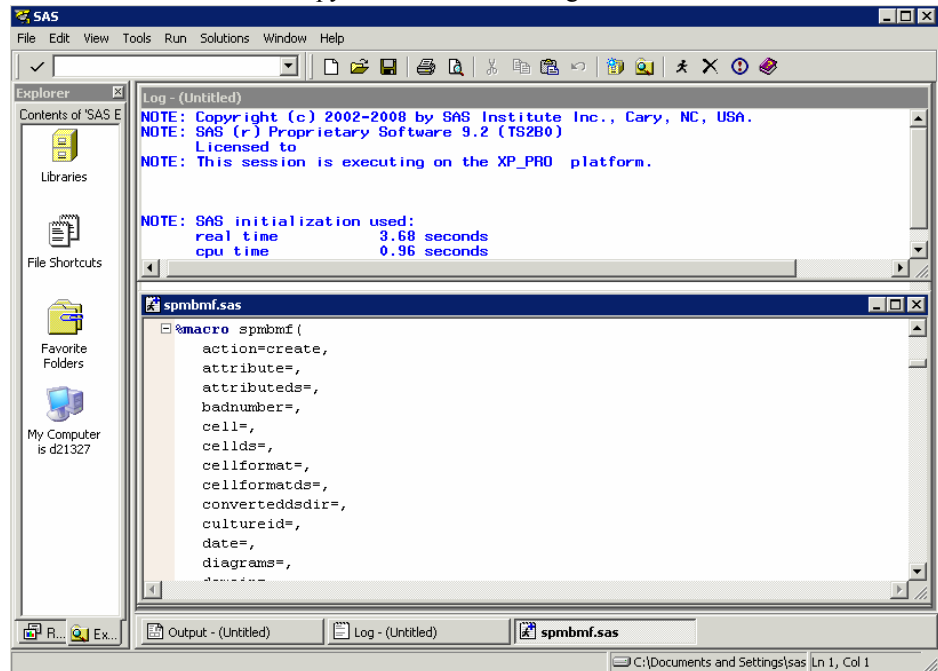 SAS
File Edit View Tools Run Solutions Window Help
Explorer
Contents of 'SAS E
Libraries
File Shortcuts
Favorite
Folders
My Computer
is d21327
R...
Ex...
Log - (Untitled)
NOTE: Copyright (c) 2002-2008 by SAS Institute Inc., Cary, NC, USA.
NOTE: SAS (r) Proprietary Software 9.2 (TS2B0)
Licensed to
NOTE: This session is executing on the XP_PRO platform.
NOTE: SAS initialization used:
real time 3.68 seconds
cpu time 0.96 seconds
spmbmf.sas
%macro spmbmf(
action=create,
attribute=,
attributeds=,
badnumber=,
cell=,
cellds=,
cellformat=,
cellformatds=,
converteddsdir=,
cultureid=,
date=,
diagrams=,
Output - (Untitled)
Log - (Untitled)
spmbmf.sas
C:\Documents and Settings\sas
Ln 1, Col 1